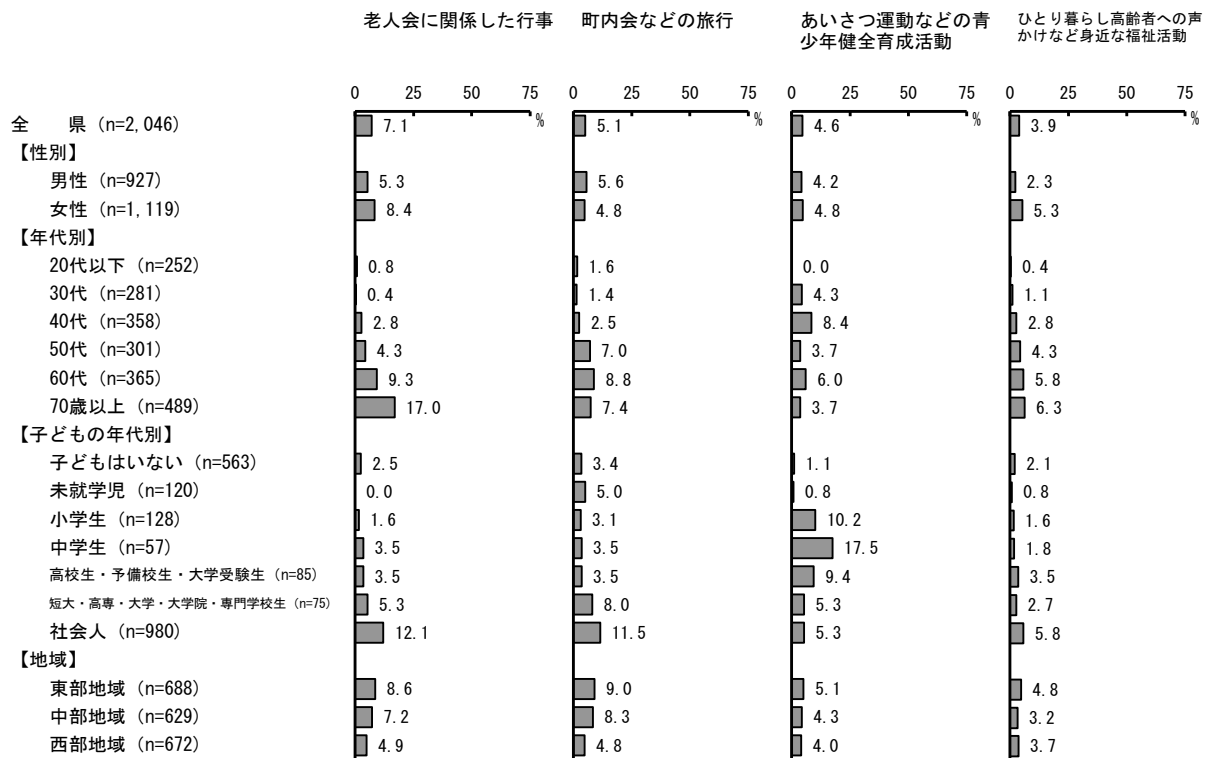 老人会に関係した行事
町内会などの旅行
あいさつ運動などの青
少年健全育成活動
ひとり暮らし高齢者への声
かけなど身近な福祉活動
0 25 50 75 0 25 50 75 0 25 50 75 0 25 50 75
% % % %
全　　県 (n=2,046) 7.1 5.1 4.6 3.9
【性別】
男性 (n=927) 5.3 5.6 4.2 2.3
女性 (n=1,119) 8.4 4.8 4.8 5.3
【年代別】
20代以下 (n=252) 0.8 1.6 0.0 0.4
30代 (n=281) 0.4 1.4 4.3 1.1
40代 (n=358) 2.8 2.5 8.4 2.8
50代 (n=301) 4.3 7.0 3.7 4.3
60代 (n=365) 9.3 8.8 6.0 5.8
70歳以上 (n=489) 17.0 7.4 3.7 6.3
【子どもの年代別】
子どもはいない (n=563) 2.5 3.4 1.1 2.1
未就学児 (n=120) 0.0 5.0 0.8 0.8
小学生 (n=128) 1.6 3.1 10.2 1.6
中学生 (n=57) 3.5 3.5 17.5 1.8
高校生・予備校生・大学受験生 (n=85) 3.5 3.5 9.4 3.5
短大・高専・大学・大学院・専門学校生 (n=75) 5.3 8.0 5.3 2.7
社会人 (n=980) 12.1 11.5 5.3 5.8
【地域】
東部地域 (n=688) 8.6 9.0 5.1 4.8
中部地域 (n=629) 7.2 8.3 4.3 3.2
西部地域 (n=672) 4.9 4.8 4.0 3.7